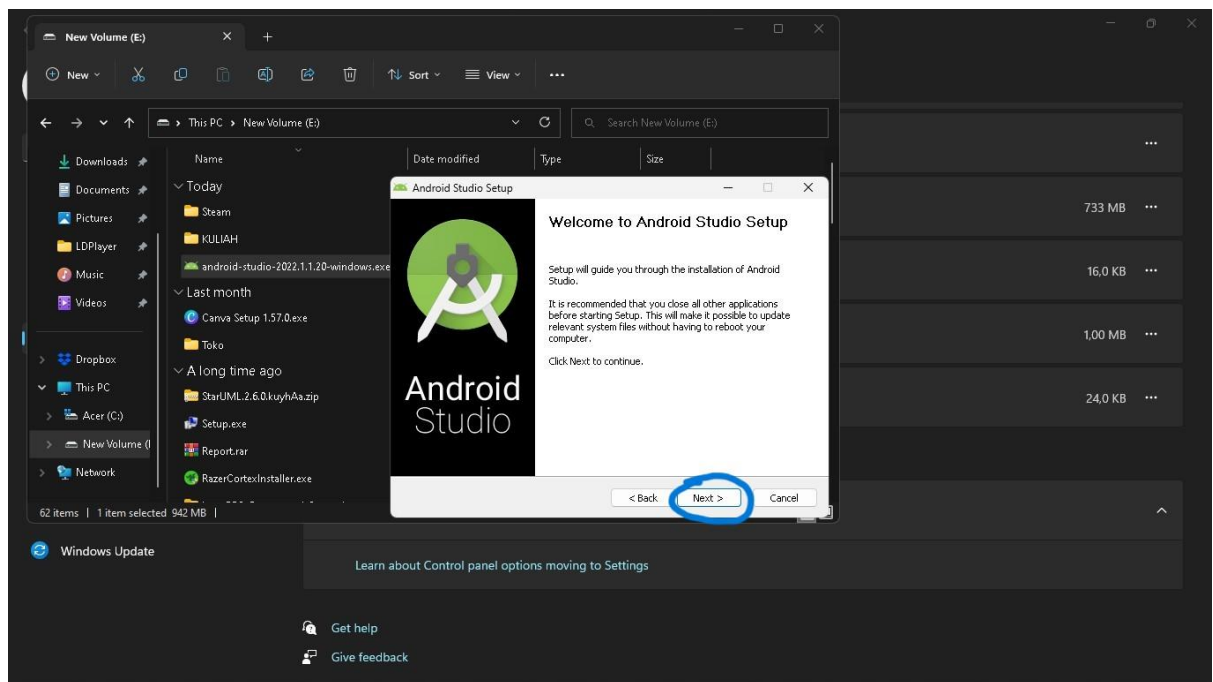 New Volume (E:)
New
Sort
View
This PC > New Volume (E:)
Search New Volume (E:)
Downloads
Documents
Pictures
LDPlayer
Music
Videos
Dropbox
This PC
Acer (C:)
New Volume (
Network
Name
Date modified
Type
Size
Today
Steam
KULIAH
android-studio-2022.1.1.20-windows.exe
Last month
Canva Setup 1.57.0.exe
Toko
A long time ago
StarUML.2.6.0.kuyhAa.zip
Setup.exe
Report.rar
RazerCortexInstaller.exe
62 items | 1 item selected 942 MB |
Android Studio Setup
Android
Studio
Welcome to Android Studio Setup
Setup will guide you through the installation of Android
Studio.
It is recommended that you close all other applications
before starting Setup. This will make it possible to update
relevant system files without having to reboot your
computer.
Click Next to continue.
< Back
Next >
Cancel
733 MB
16,0 KB
1,00 MB
24,0 KB
Windows Update
Learn about Control panel options moving to Settings
Get help
Give feedback